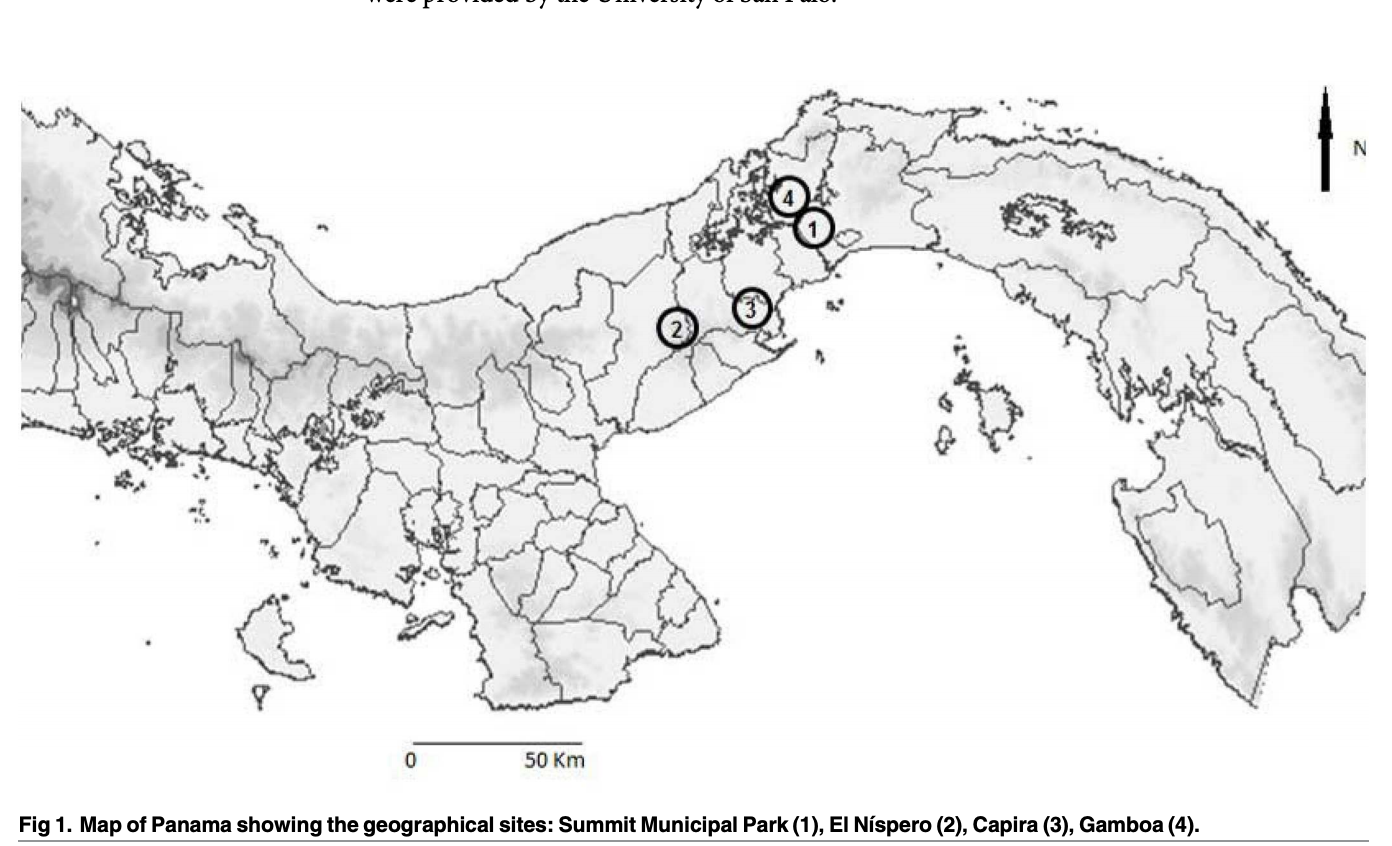 were provided by the University of San Palo.
N
4
1
3
2
0 50 Km
Fig 1. Map of Panama showing the geographical sites: Summit Municipal Park (1), El Níspero (2), Capira (3), Gamboa (4).